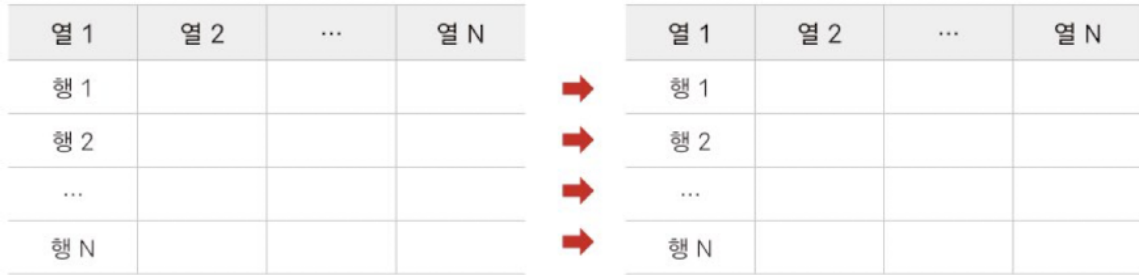 열 1 열 2 … 열 N 열 1 열 2 … 열 N
행 1 행 1
행 2 행 2
… …
행 N 행 N